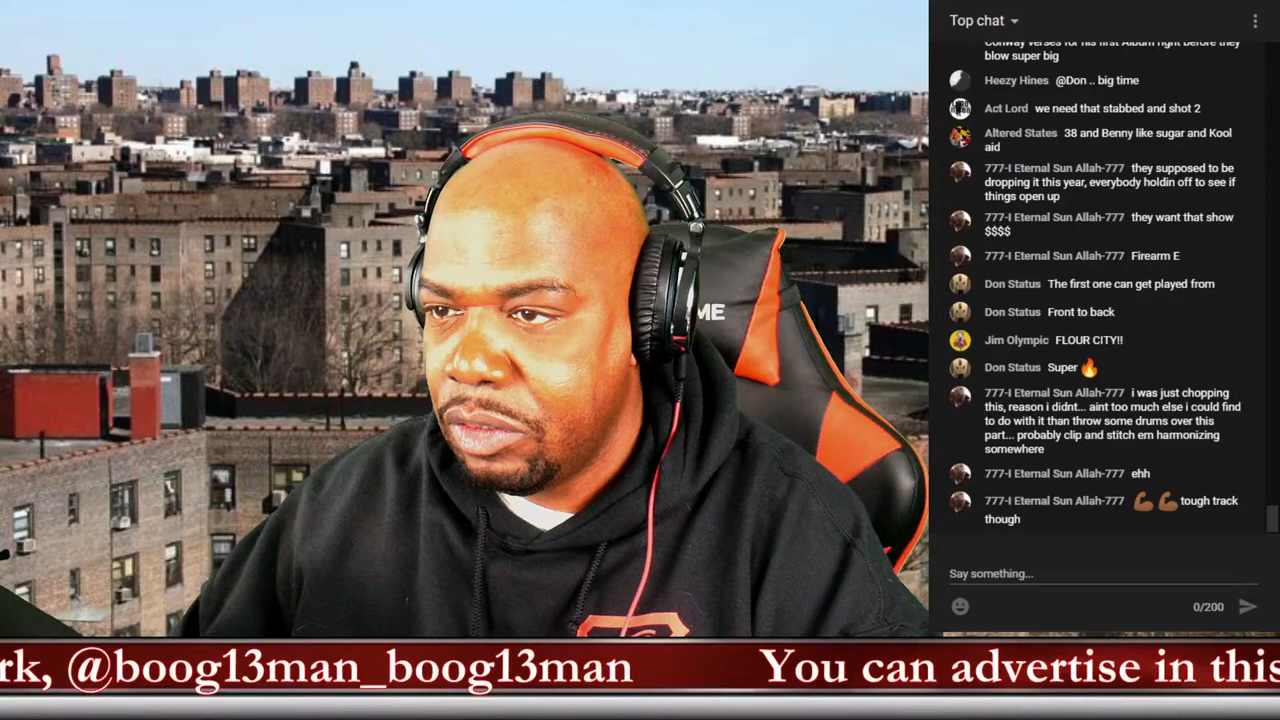 Top chat
Conway verses for his first Album right before they
blow super big
Heezy Hines @Don .. big time
Act Lord we need that stabbed and shot 2
Altered States 38 and Benny like sugar and Kool
aid
777-I Eternal Sun Allah-777 they supposed to be
dropping it this year, everybody holdin off to see if
things open up
777-I Eternal Sun Allah-777 they want that show
$$$$
777-I Eternal Sun Allah-777 Firearm E
Don Status The first one can get played from
Don Status Front to back
Jim Olympic FLOUR CITY!!
Don Status Super 🔥
777-I Eternal Sun Allah-777 i was just chopping
this, reason i didnt... aint too much else i could find
to do with it than throw some drums over this
part... probably clip and stitch em harmonizing
somewhere
777-I Eternal Sun Allah-777 ehh
777-I Eternal Sun Allah-777 💪🏾 💪🏾 tough track
though
Say something...
0/200
ME
rk, @boog13man_boog13man You can advertise in this